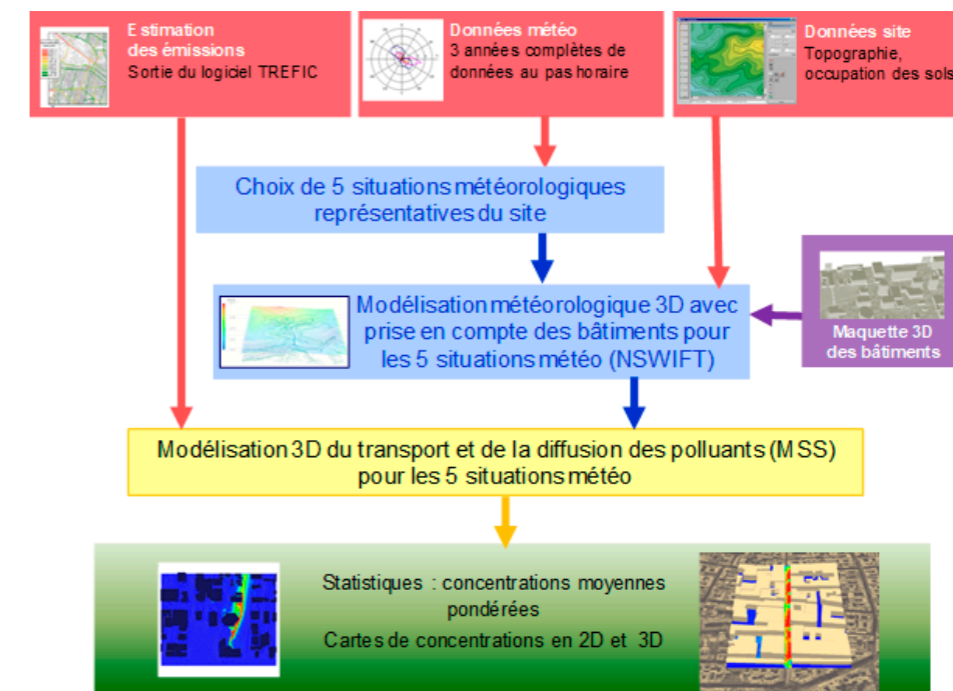 Estimation
des émissions
Sortie du logiciel TREFIC
Données météo
3 années complètes de
données au pas horaire
Données site
Topographie,
occupation des sols
Choix de 5 situations météorologiques
représentatives du site
Modélisation météorologique 3D avec
prise en compte des bâtiments pour
les 5 situations météo (NSWIFT)
Maquette 3D
des bâtiments
Modélisation 3D du transport et de la diffusion des polluants (MSS)
pour les 5 situations météo
Statistiques : concentrations moyennes
pondérées
Cartes de concentrations en 2D et 3D